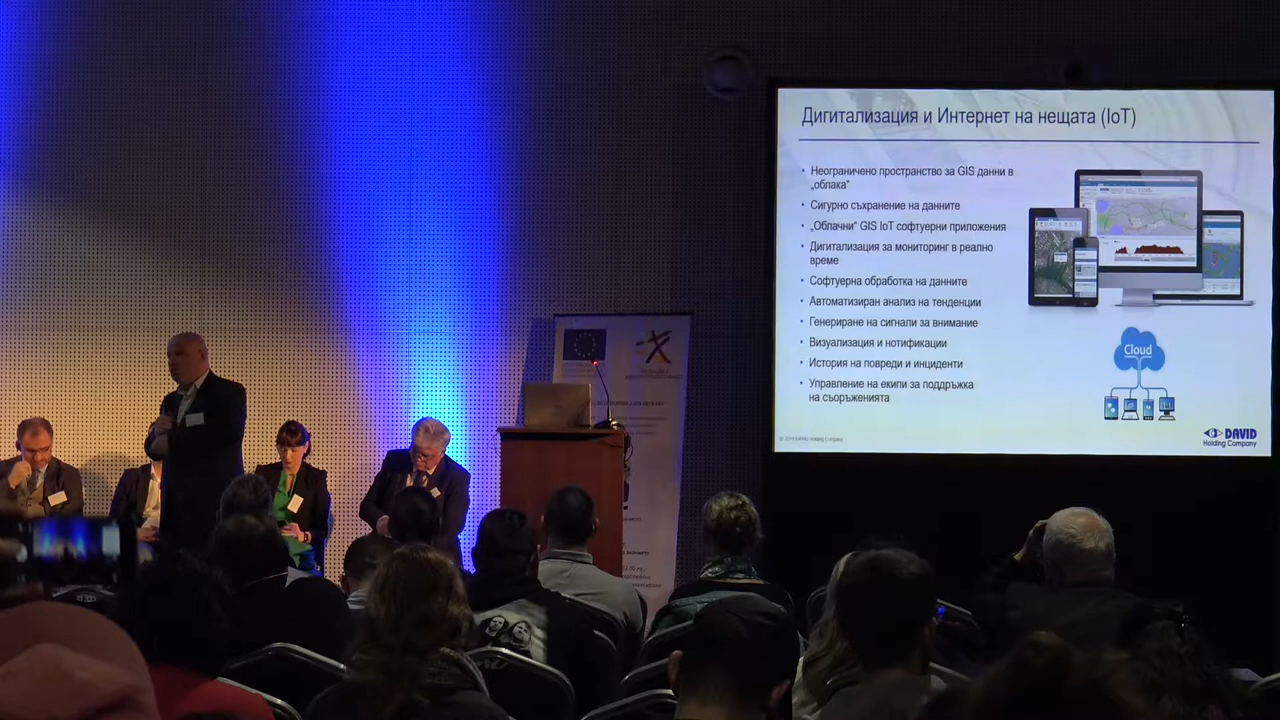 Дигитализация и Интернет на нещата (IoT)
• Неограничено пространство за GIS данни в
„облака“
• Сигурно съхранение на данните
• „Облачни“ GIS IoT софтуерни приложения
• Дигитализация за мониторинг в реално
време
• Софтуерна обработка на данните
• Автоматизиран анализ на тенденции
• Генериране на сигнали за внимание
• Визуализация и нотификации
• История на повреди и инциденти
• Управление на екипи за поддръжка
на съоръженията
Cloud
DAVID
Holding Company